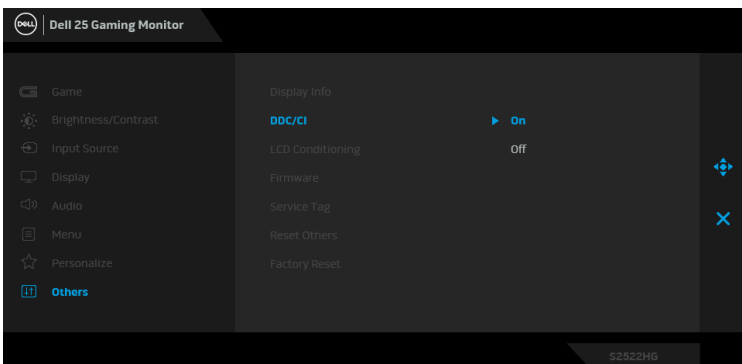 DELL Dell 25 Gaming Monitor
Game
Brightness/Contrast
Input Source
Display
Audio
Menu
Personalize
Others
Display Info
DDC/CI
On
LCD Conditioning
Off
Firmware
Service Tag
Reset Others
Factory Reset
S2522HG